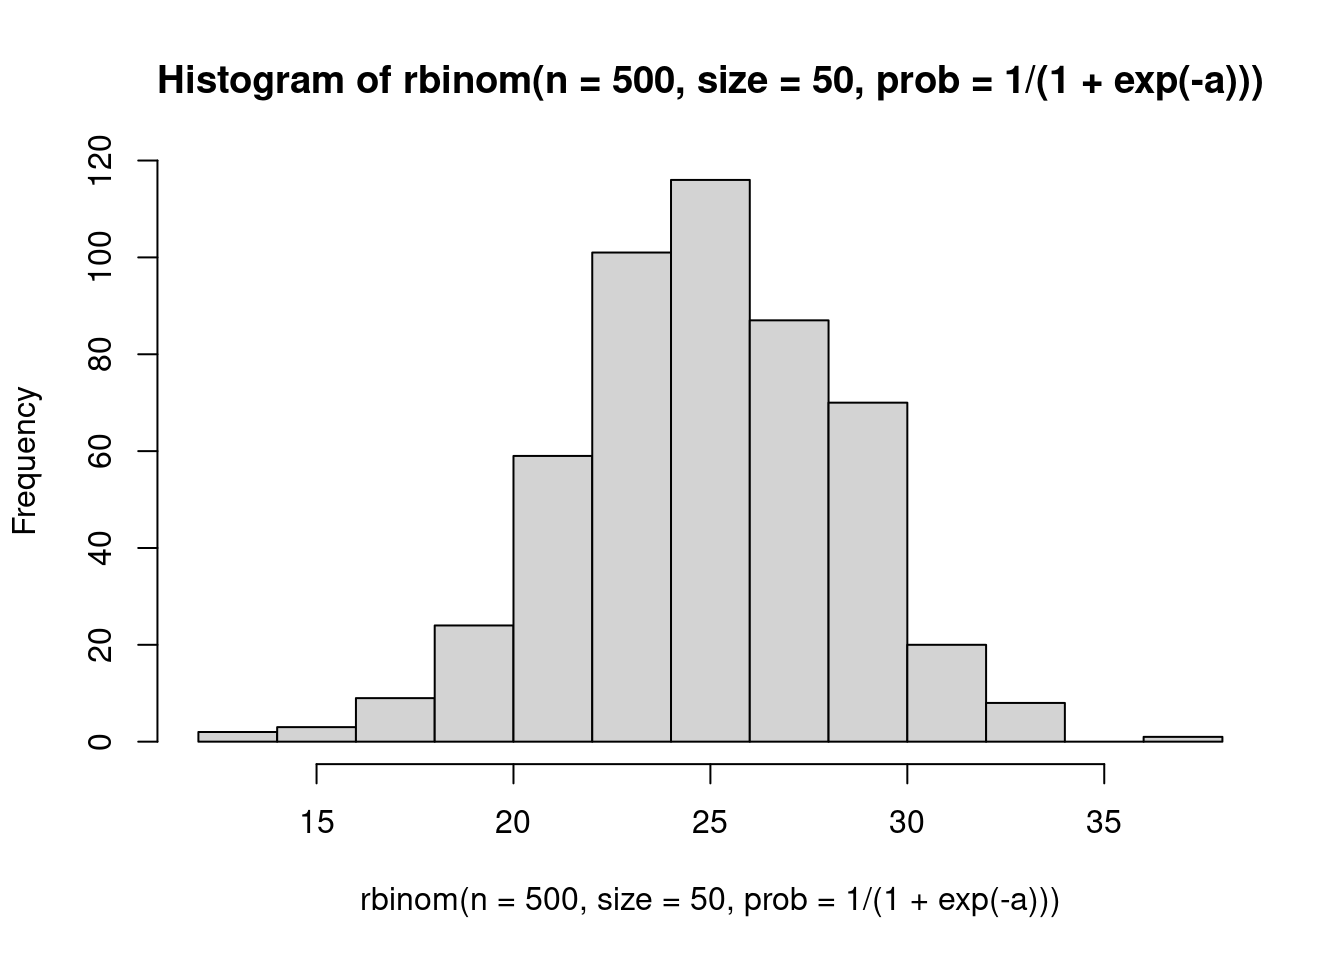 Histogram of rbinom(n = 500, size = 50, prob = 1/(1 + exp(-a)))
Frequency
120
100
80
60
40
20
0
15 20 25 30 35
rbinom(n = 500, size = 50, prob = 1/(1 + exp(-a)))